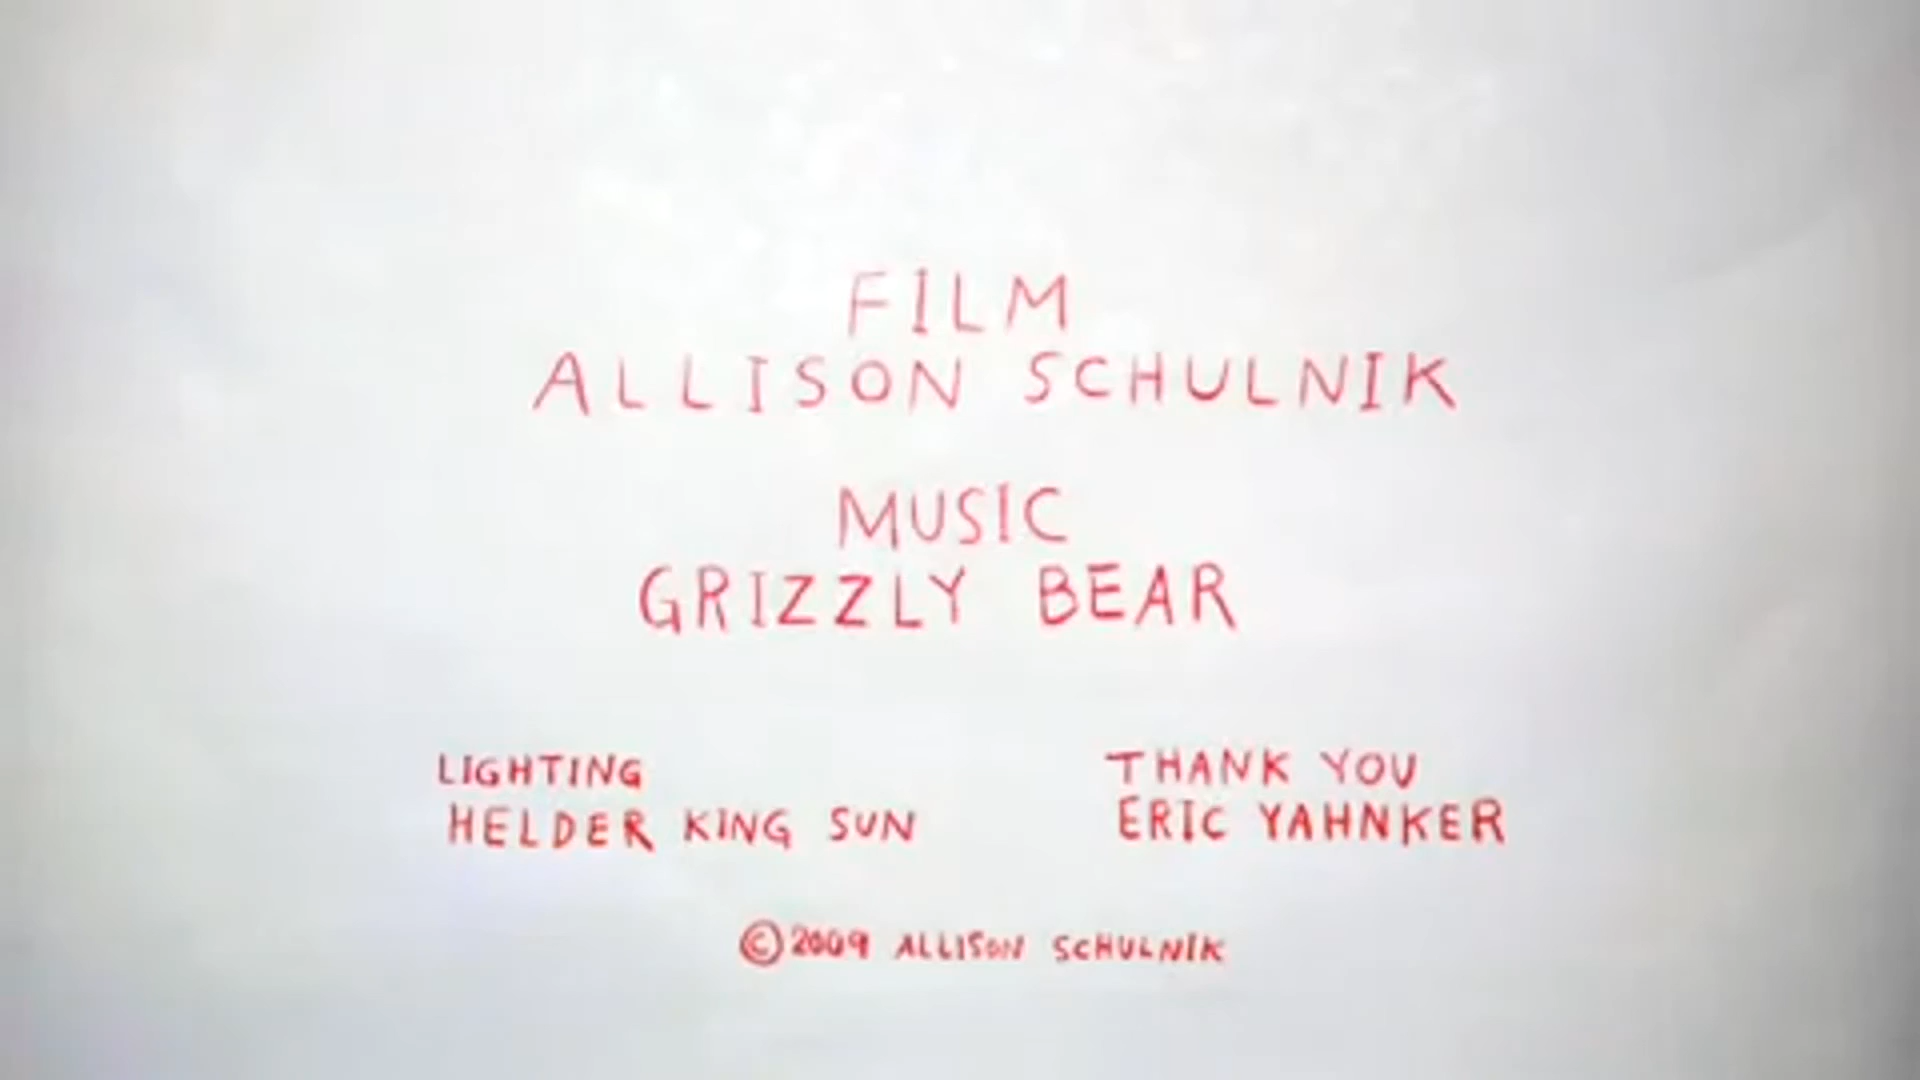 FILM
ALLISON SCHULNIK
MUSIC
GRIZZLY BEAR
LIGHTING
HELDER KING SUN
THANK YOU
ERIC YAHNKER
©2009 ALLISON SCHULNIK